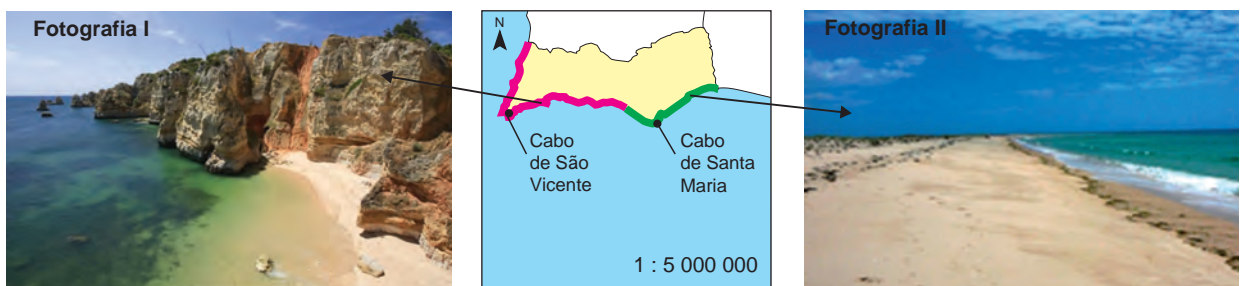 Fotografia I
N
Cabo
de São
Vicente
Cabo
de Santa
Maria
1 : 5 000 000
Fotografia II